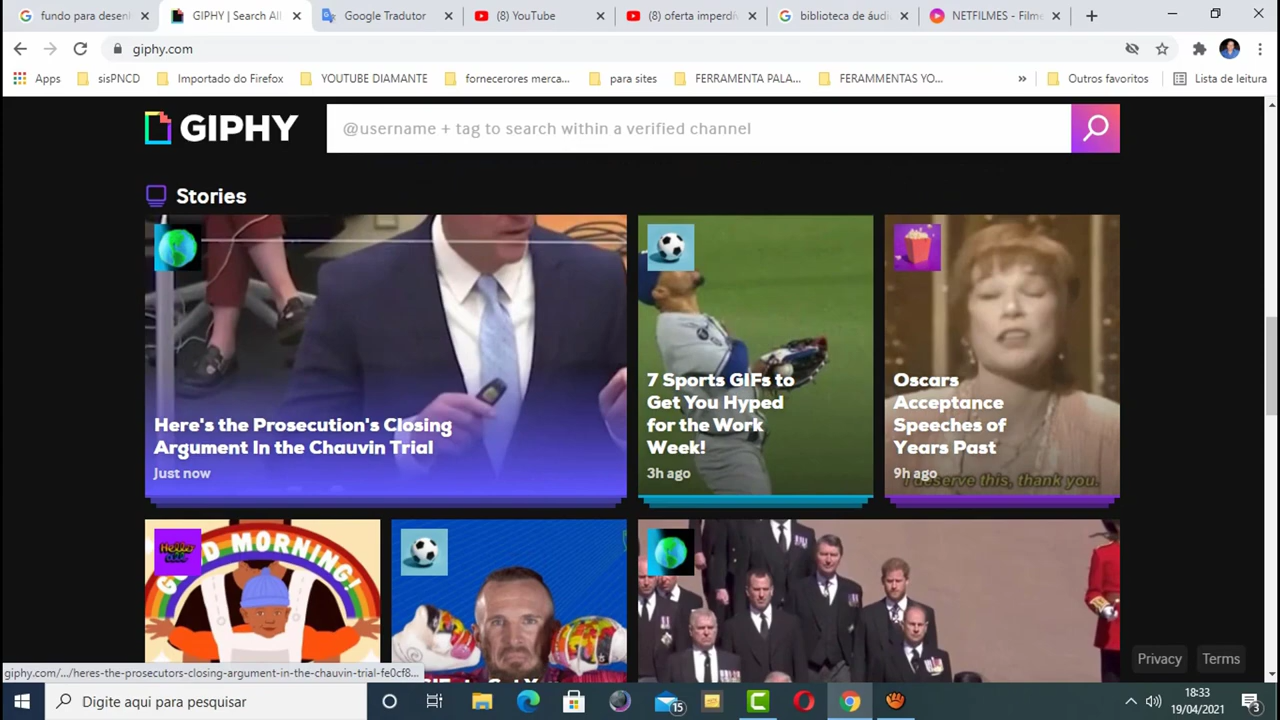 fundo para desen
GIPHY | Search All
Google Tradutor
(8) YouTube
(8) oferta imperdív
biblioteca de áudi
NETFILMES - Filme
giphy.com
Apps
sisPNCD
Importado do Firefox
YOUTUBE DIAMANTE
fornecerores merca...
para sites
FERRAMENTA PALA...
FERAMMENTAS YO...
»
Outros favoritos
Lista de leitura
GIPHY
@username + tag to search within a verified channel
Stories
Here's the Prosecution's Closing
Argument In the Chauvin Trial
Just now
7 Sports GIFs to
Get You Hyped
for the Work
Week!
3h ago
Oscars
Acceptance
Speeches of
Years Past
9h ago
I deserve this, thank you.
Hello
GOOD MORNING!
Privacy
Terms
giphy.com/.../heres-the-prosecutors-closing-argument-in-the-chauvin-trial-fe0cf8...
Digite aqui para pesquisar
15
18:33
19/04/2021
3